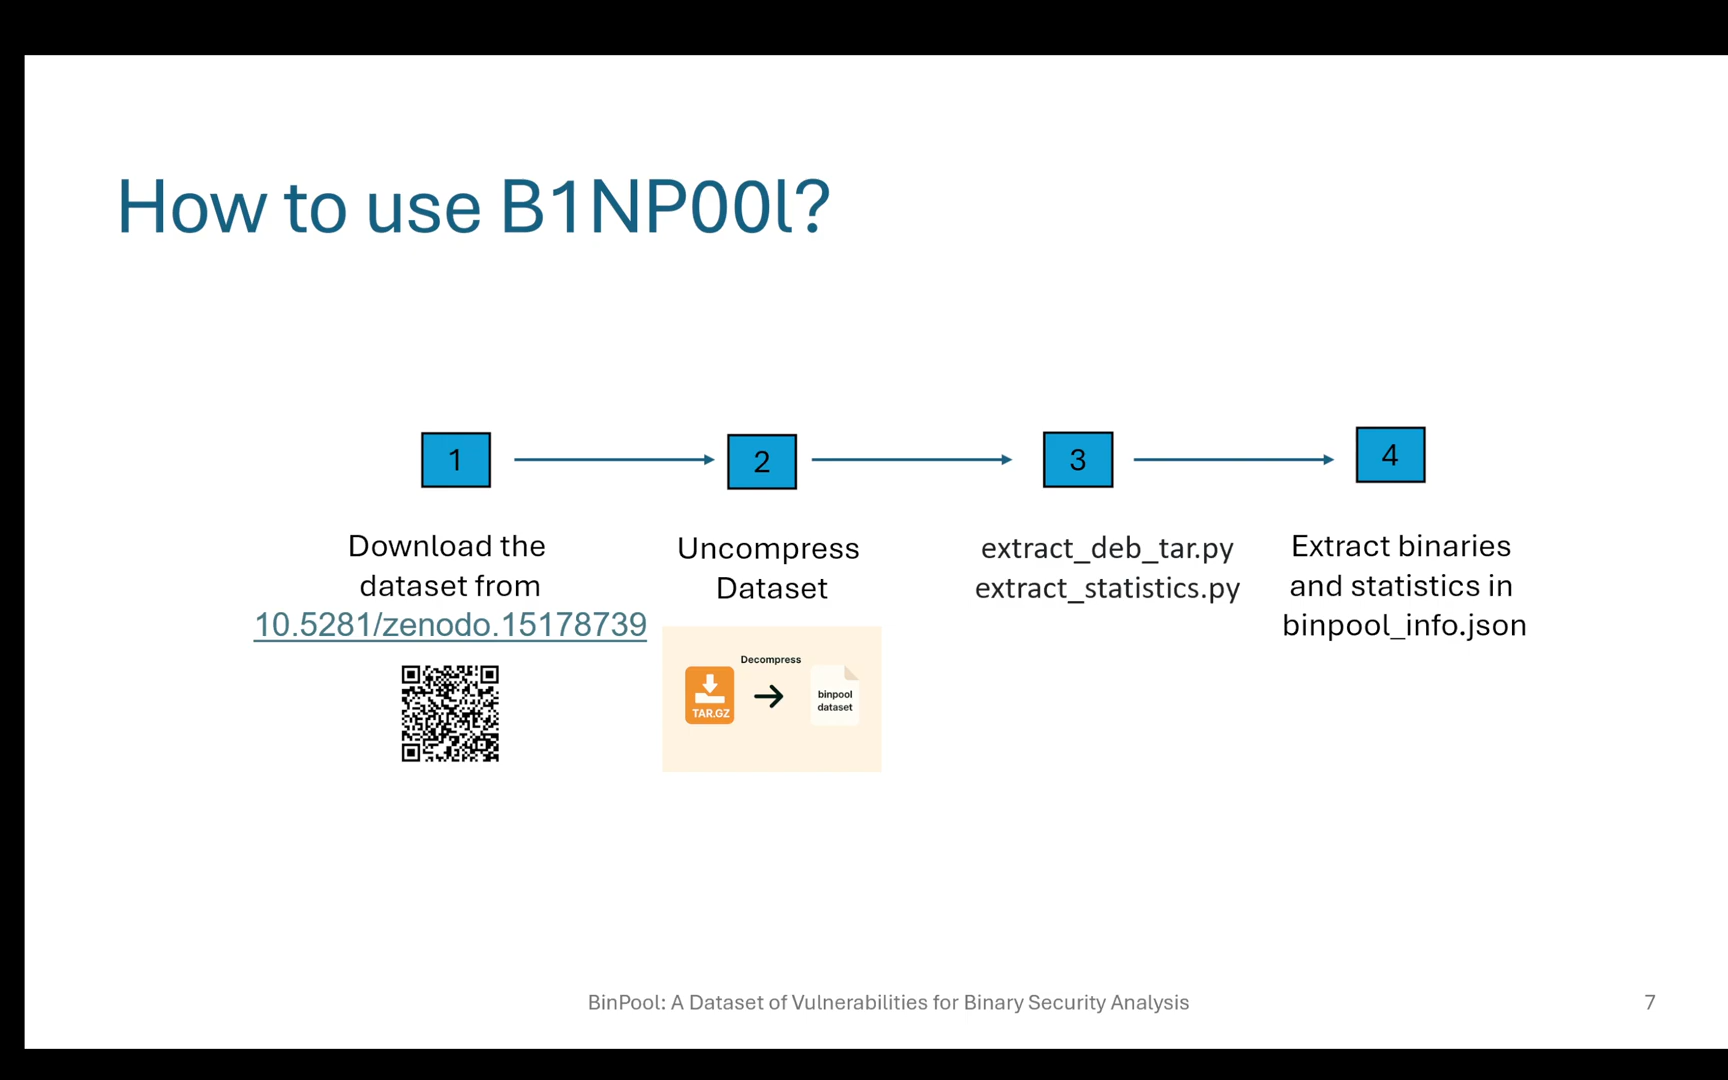 How to use B1NP00l?
1
2
3
4
Download the
dataset from
10.5281/zenodo.15178739
Uncompress
Dataset
Decompress
TAR.GZ
binpool
dataset
extract_deb_tar.py
extract_statistics.py
Extract binaries
and statistics in
binpool_info.json
BinPool: A Dataset of Vulnerabilities for Binary Security Analysis
7